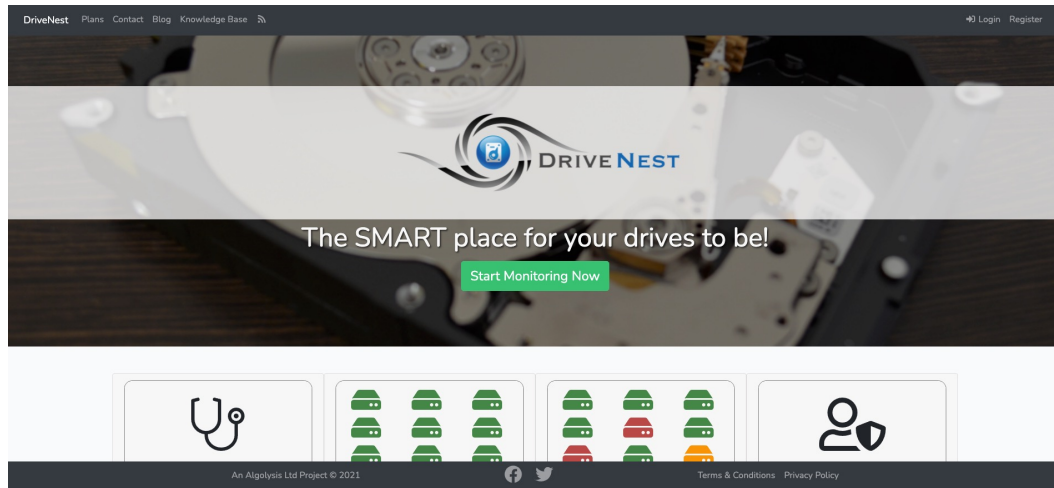 DriveNest Plans Contact Blog Knowledge Base Login Register
DRIVE NEST
The SMART place for your drives to be!
Start Monitoring Now
An Algolysis Ltd Project © 2021 Terms & Conditions Privacy Policy